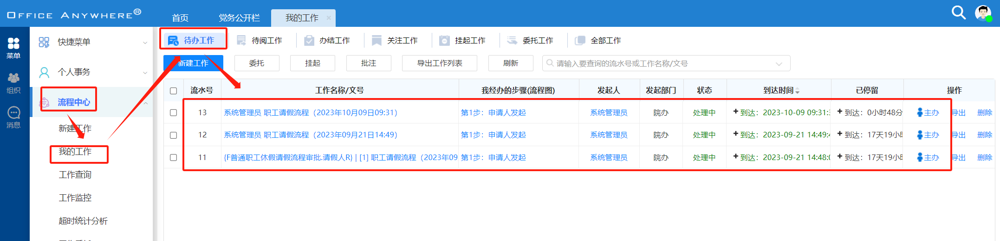 OFFICE ANYWHERE®
首页
党务公开栏
我的工作 ×
菜单
组织
消息
快捷菜单
个人事务
流程中心
新建工作
我的工作
工作查询
工作监控
超时统计分析
待办工作
待阅工作
办结工作
关注工作
挂起工作
委托工作
全部工作
新建工作
委托
挂起
批注
导出工作列表
刷新
请输入要查询的流水号或工作名称/文号
流水号 工作名称/文号 我经办的步骤(流程图) 发起人 发起部门 状态 到达时间 已停留 操作
13 系统管理员 职工请假流程（2023年10月09日09:31） 第1步：申请人发起 系统管理员 院办 处理中 +到达：2023-10-09 09:31:3 +到达：0小时48分 主办 导出 删除
12 系统管理员 职工请假流程（2023年09月21日14:49） 第1步：申请人发起 系统管理员 院办 处理中 +到达：2023-09-21 14:49:4 +到达：17天19小时 主办 导出 删除
11 {F普通职工休假请假流程审批.请假人R} | [1] 职工请假流程（2023年09 第1步：申请人发起 系统管理员 院办 处理中 +到达：2023-09-21 14:48:0 +到达：17天19小时 主办 导出 删除